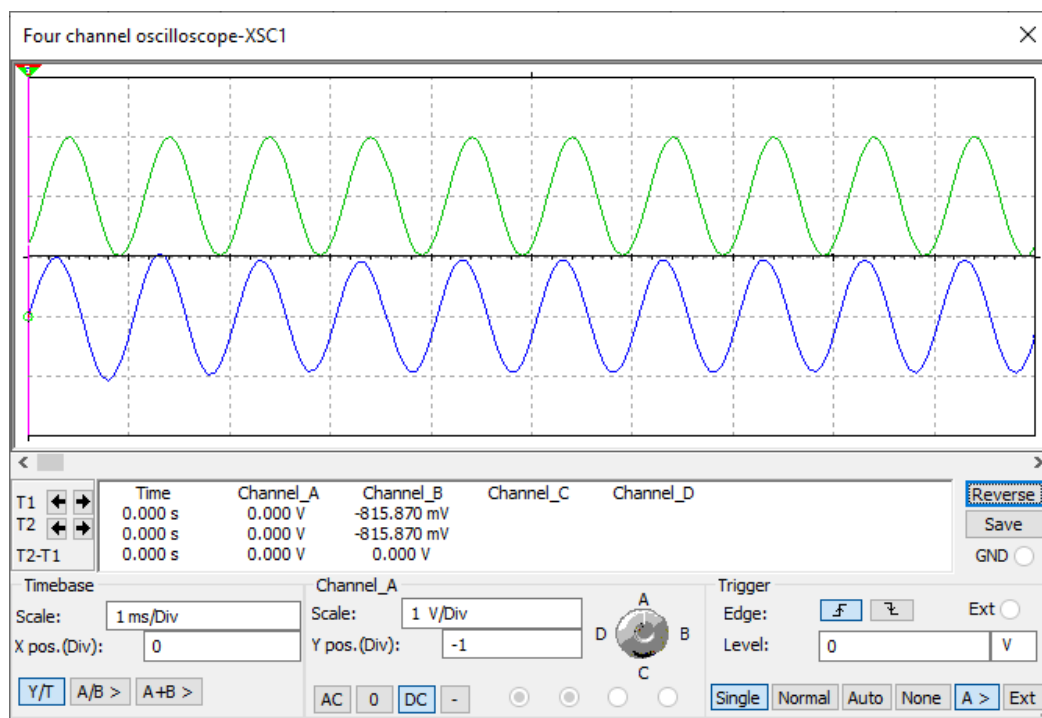 Four channel oscilloscope-XSC1
T1
T2
T2-T1
Time Channel_A Channel_B Channel_C Channel_D
0.000 s 0.000 V -815.870 mV
0.000 s 0.000 V -815.870 mV
0.000 s 0.000 V 0.000 V
Reverse
Save
GND
Timebase
Scale: 1 ms/Div
X pos.(Div): 0
Y/T A/B > A+B >
Channel_A
Scale: 1 V/Div
Y pos.(Div): -1
AC 0 DC -
A
D B
C
Trigger
Edge: Ext
Level: 0 V
Single Normal Auto None A > Ext